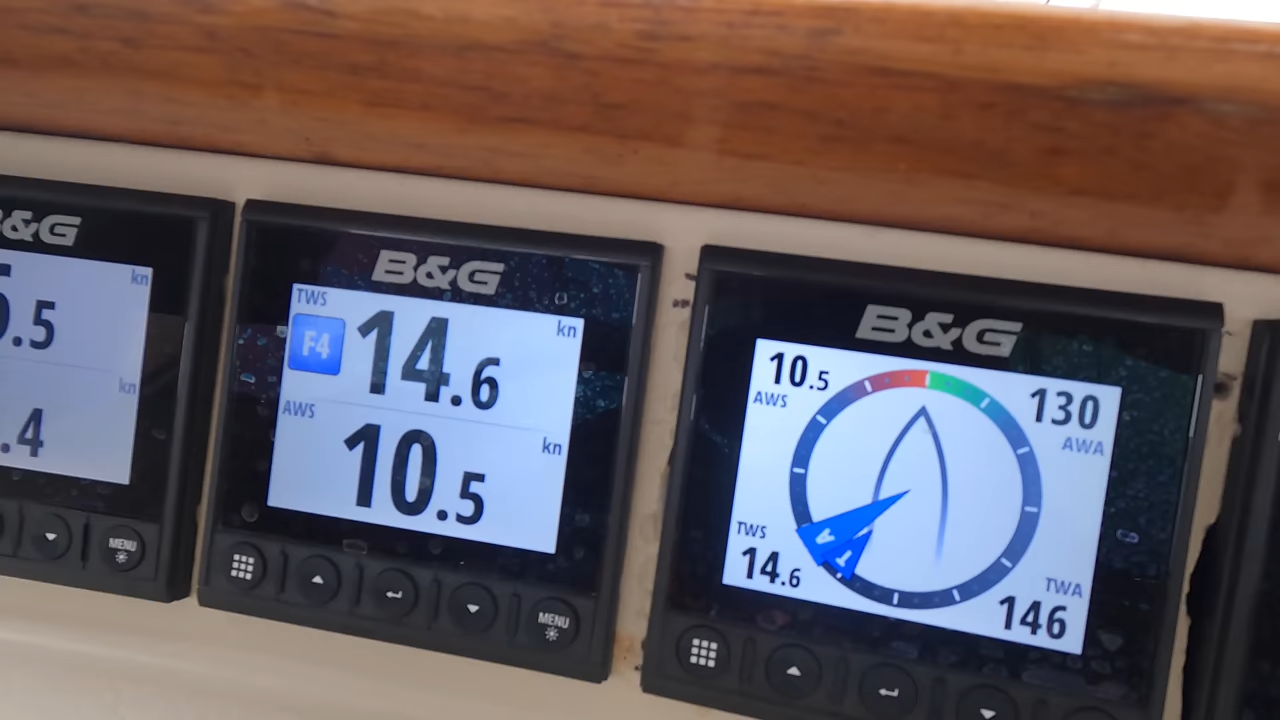 B&G
kn
.5
kn
.4
MENU
B&G
TWS
F4
14.6
kn
AWS
10.5
kn
MENU
B&G
10.5
AWS
130
AWA
A
T
TWS
14.6
TWA
146